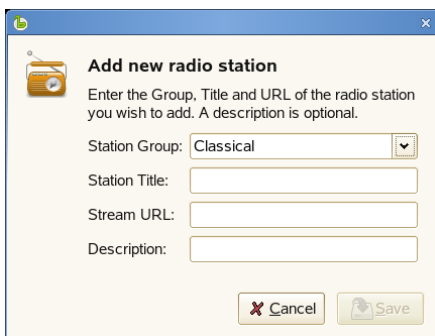 Add new radio station
Enter the Group, Title and URL of the radio station
you wish to add. A description is optional.
Station Group: Classical
Station Title:
Stream URL:
Description:
Cancel Save